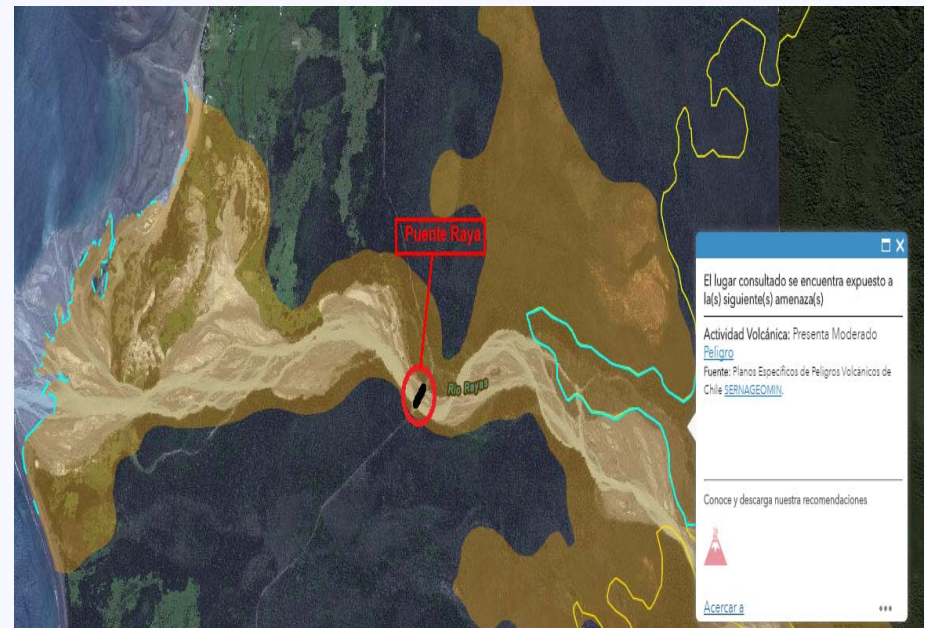 Puente Raya
Río Rayas
El lugar consultado se encuentra expuesto a
la(s) siguiente(s) amenaza(s)
Actividad Volcánica: Presenta Moderado
Peligro
Fuente: Planos Especificos de Peligros Volcánicos de
Chile SERNAGEOMIN.
Conoce y descarga nuestra recomendaciones
Acercar a